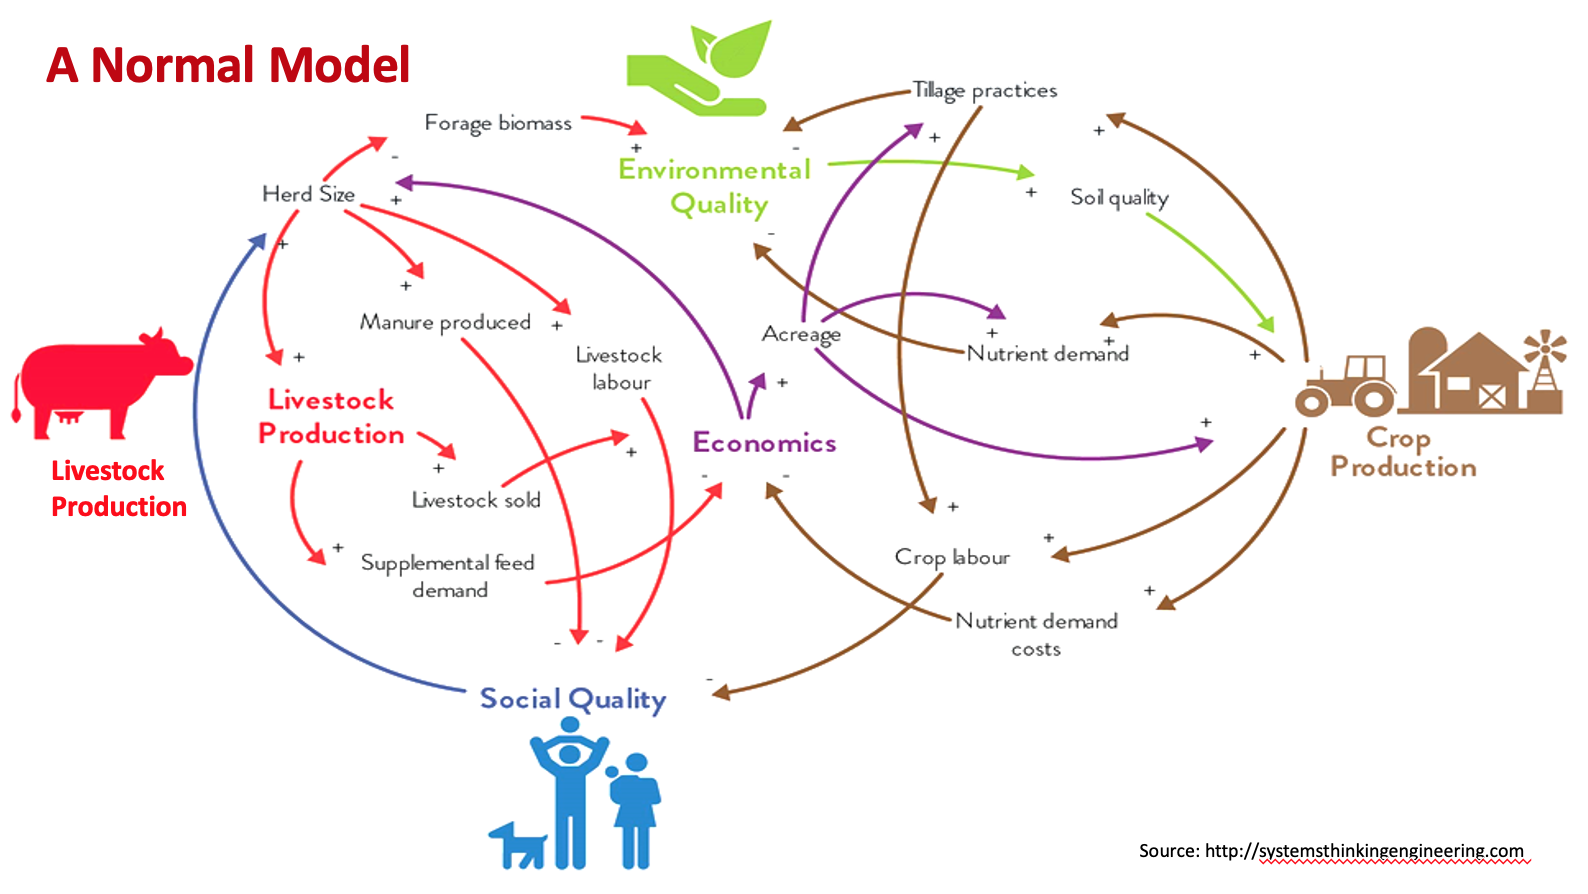 A Normal Model
Tillage practices
Forage biomass
+
+
+
-
-
Environmental
Quality
Herd Size
+
+
Soil quality
-
+
+
Manure produced
+
Acreage
+
+
Nutrient demand
+
+
Livestock
labour
+
Livestock
Production
Economics
+
+
Crop
Production
Livestock
Production
+
Livestock sold
+
-
-
+
Supplemental feed
demand
+
Crop labour
+
Nutrient demand
costs
-
-
-
Social Quality
Source: http://systemsthinkingengineering.com